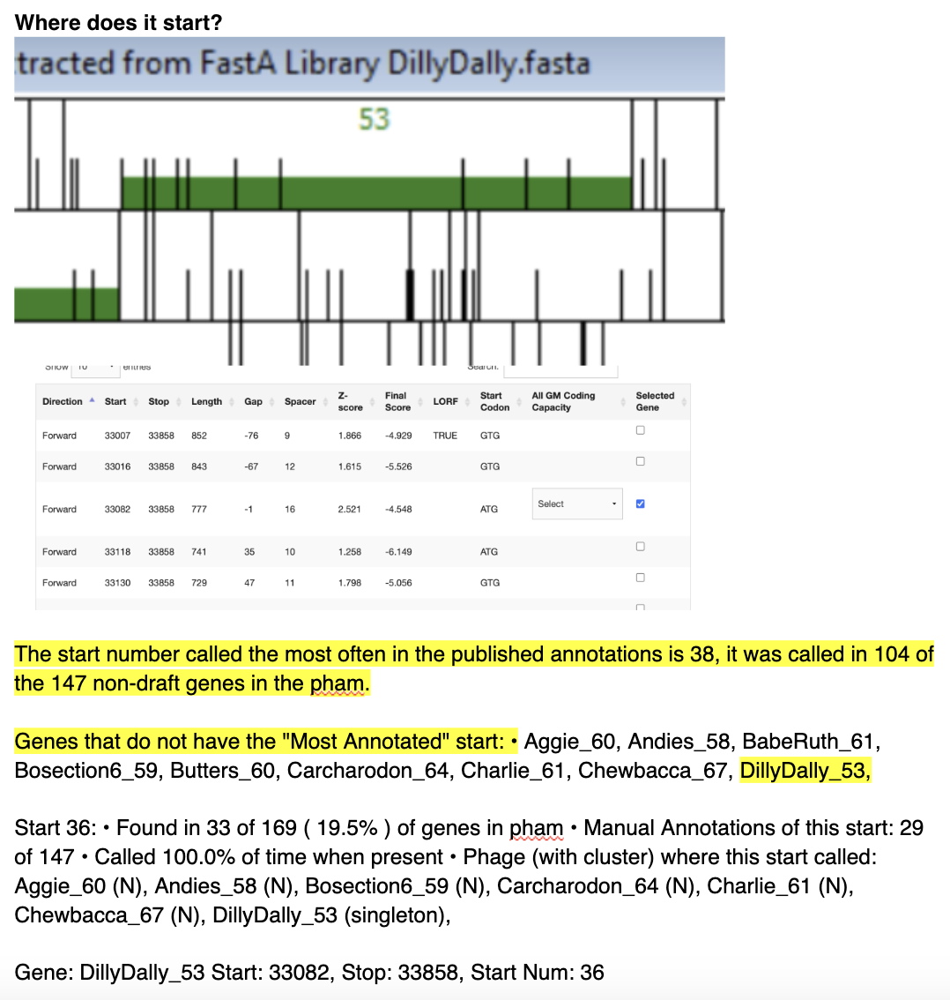 Where does it start?
tracted from FastA Library DillyDally.fasta
53
Show 10 entries Search:
Direction Start Stop Length Gap Spacer Z-score Final Score LORF Start Codon All GM Coding Capacity Selected Gene
Forward 33007 33858 852 -76 9 1.866 -4.929 TRUE GTG
Forward 33016 33858 843 -67 12 1.615 -5.526 GTG
Forward 33082 33858 777 -1 16 2.521 -4.548 ATG Select
Forward 33118 33858 741 35 10 1.258 -6.149 ATG
Forward 33130 33858 729 47 11 1.798 -5.056 GTG
The start number called the most often in the published annotations is 38, it was called in 104 of
the 147 non-draft genes in the pham.
Genes that do not have the "Most Annotated" start: • Aggie_60, Andies_58, BabeRuth_61,
Bosection6_59, Butters_60, Carcharodon_64, Charlie_61, Chewbacca_67, DillyDally_53,
Start 36: • Found in 33 of 169 ( 19.5% ) of genes in pham • Manual Annotations of this start: 29
of 147 • Called 100.0% of time when present • Phage (with cluster) where this start called:
Aggie_60 (N), Andies_58 (N), Bosection6_59 (N), Carcharodon_64 (N), Charlie_61 (N),
Chewbacca_67 (N), DillyDally_53 (singleton),
Gene: DillyDally_53 Start: 33082, Stop: 33858, Start Num: 36